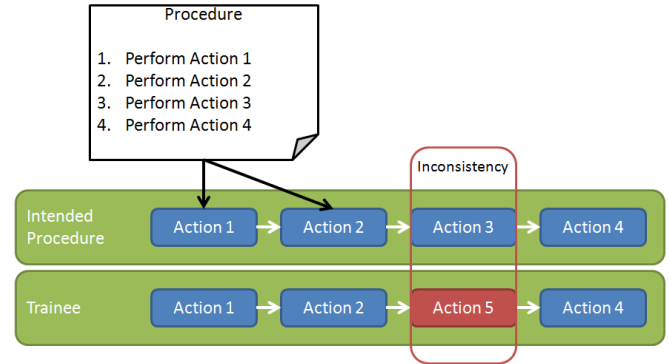 Procedure
1. Perform Action 1
2. Perform Action 2
3. Perform Action 3
4. Perform Action 4
Inconsistency
Intended
Procedure
Action 1
Action 2
Action 3
Action 4
Trainee
Action 1
Action 2
Action 5
Action 4